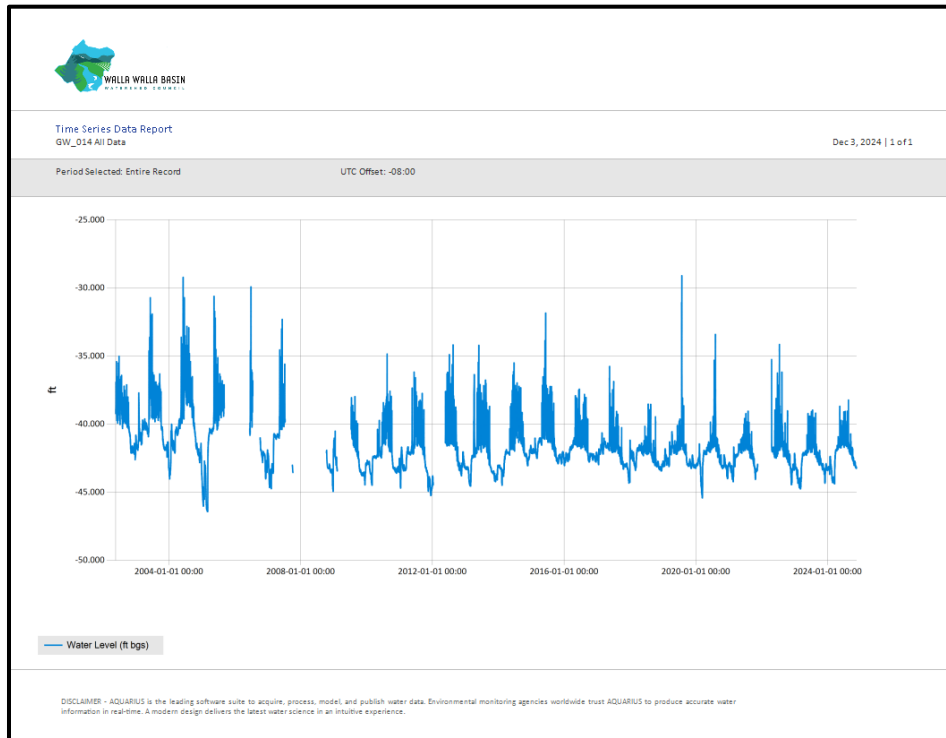 WALLA WALLA BASIN
WATERSHED COUNCIL
Time Series Data Report
GW_014 All Data
Dec 3, 2024 | 1 of 1
Period Selected: Entire Record
UTC Offset: -08:00
-25.000
-30.000
-35.000
-40.000
-45.000
-50.000
ft
2004-01-01 00:00
2008-01-01 00:00
2012-01-01 00:00
2016-01-01 00:00
2020-01-01 00:00
2024-01-01 00:00
Water Level (ft bgs)
DISCLAIMER - AQUARIUS is the leading software suite to acquire, process, model, and publish water data. Environmental monitoring agencies worldwide trust AQUARIUS to produce accurate water
information in real-time. A modern design delivers the latest water science in an intuitive experience.